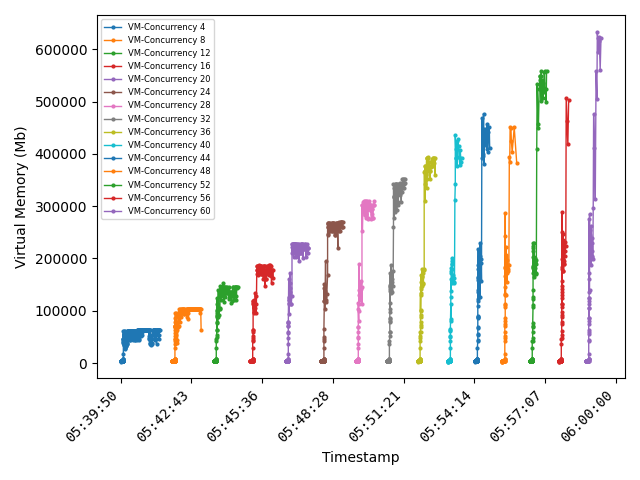 VM-Concurrency 4
VM-Concurrency 8
VM-Concurrency 12
VM-Concurrency 16
VM-Concurrency 20
VM-Concurrency 24
VM-Concurrency 28
VM-Concurrency 32
VM-Concurrency 36
VM-Concurrency 40
VM-Concurrency 44
VM-Concurrency 48
VM-Concurrency 52
VM-Concurrency 56
VM-Concurrency 60
Virtual Memory (Mb)
600000
500000
400000
300000
200000
100000
0
05:39:50
05:42:43
05:45:36
05:48:28
05:51:21
05:54:14
05:57:07
06:00:00
Timestamp